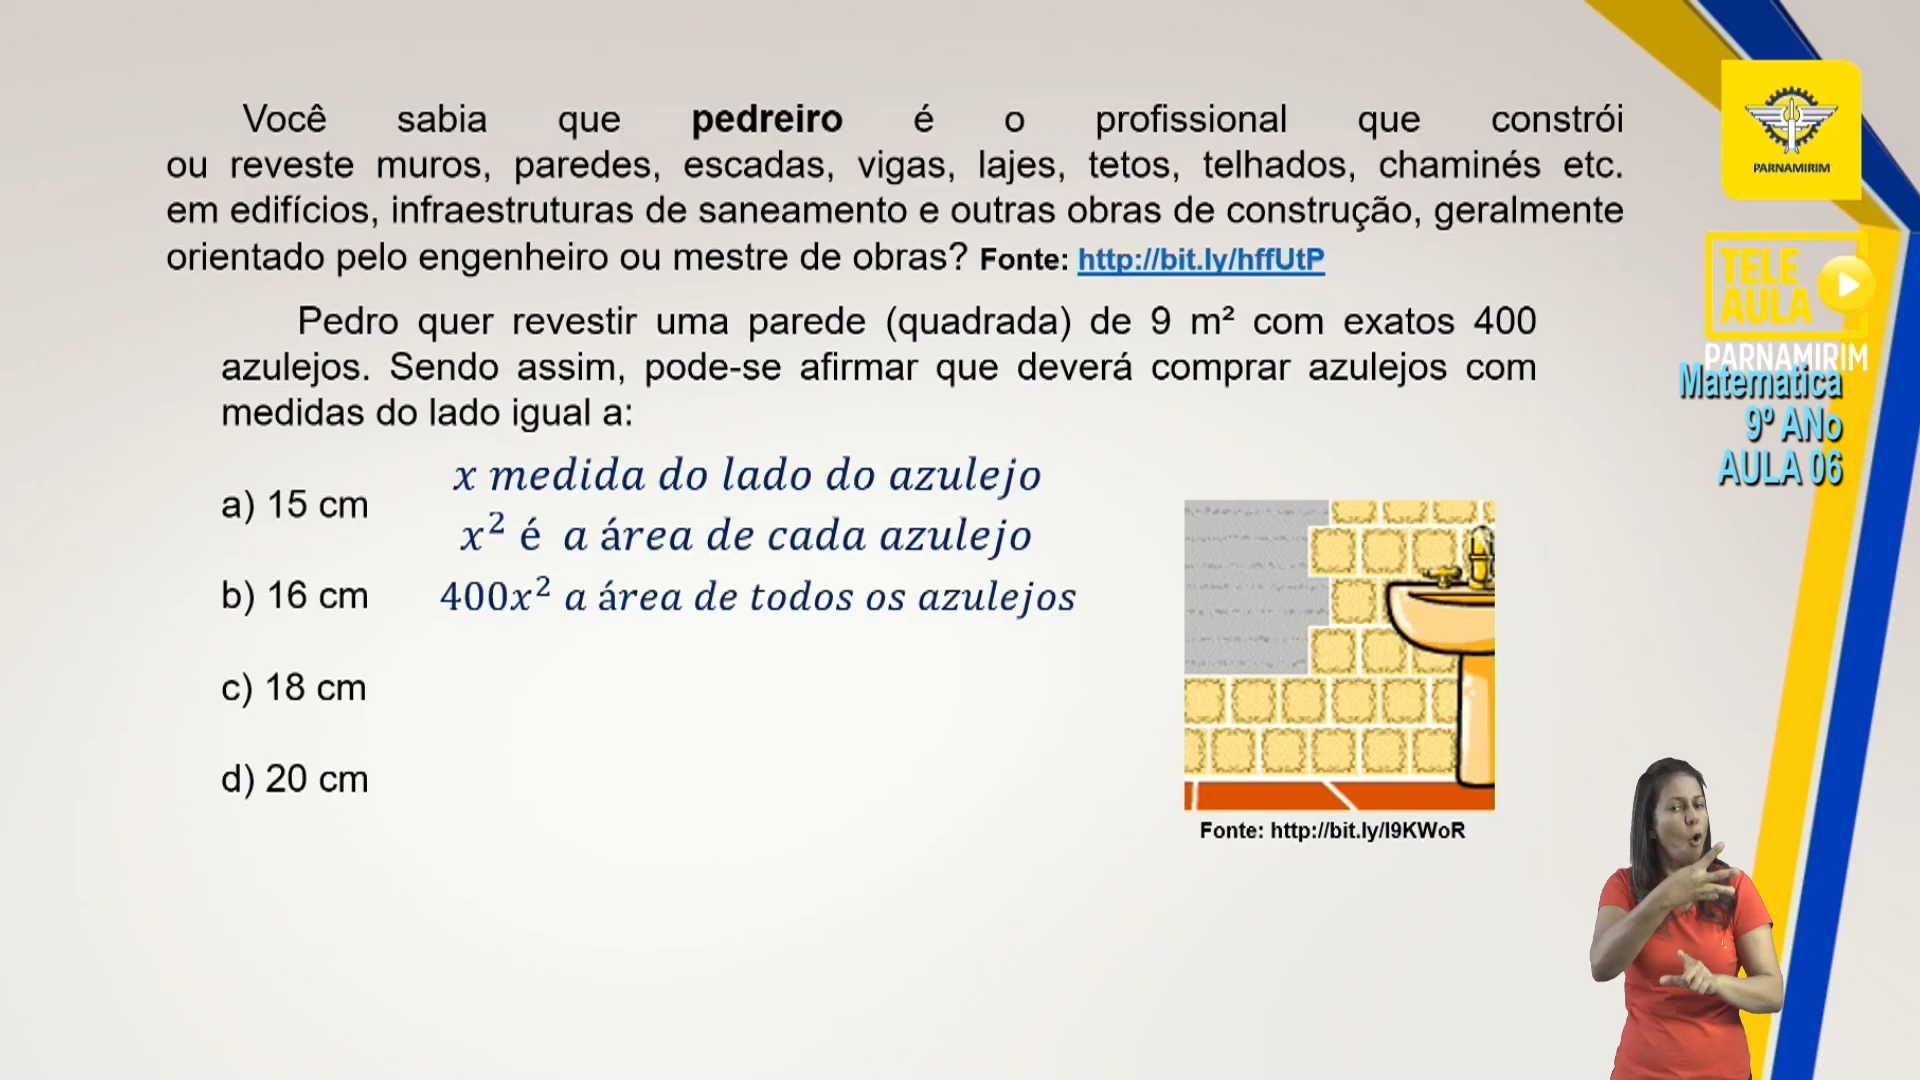 Você sabia que pedreiro é o profissional que constrói
ou reveste muros, paredes, escadas, vigas, lajes, tetos, telhados, chaminés etc.
em edifícios, infraestruturas de saneamento e outras obras de construção, geralmente
orientado pelo engenheiro ou mestre de obras? Fonte: http://bit.ly/hffUtP
Pedro quer revestir uma parede (quadrada) de 9 m² com exatos 400
azulejos. Sendo assim, pode-se afirmar que deverá comprar azulejos com
medidas do lado igual a:
a) 15 cm
b) 16 cm
c) 18 cm
d) 20 cm
x medida do lado do azulejo
x² é a área de cada azulejo
400x² a área de todos os azulejos
Fonte: http://bit.ly/I9KWoR
PARNAMIRIM
TELE
AULA
PARNAMIRIM
Matematica
9º ANo
AULA 06